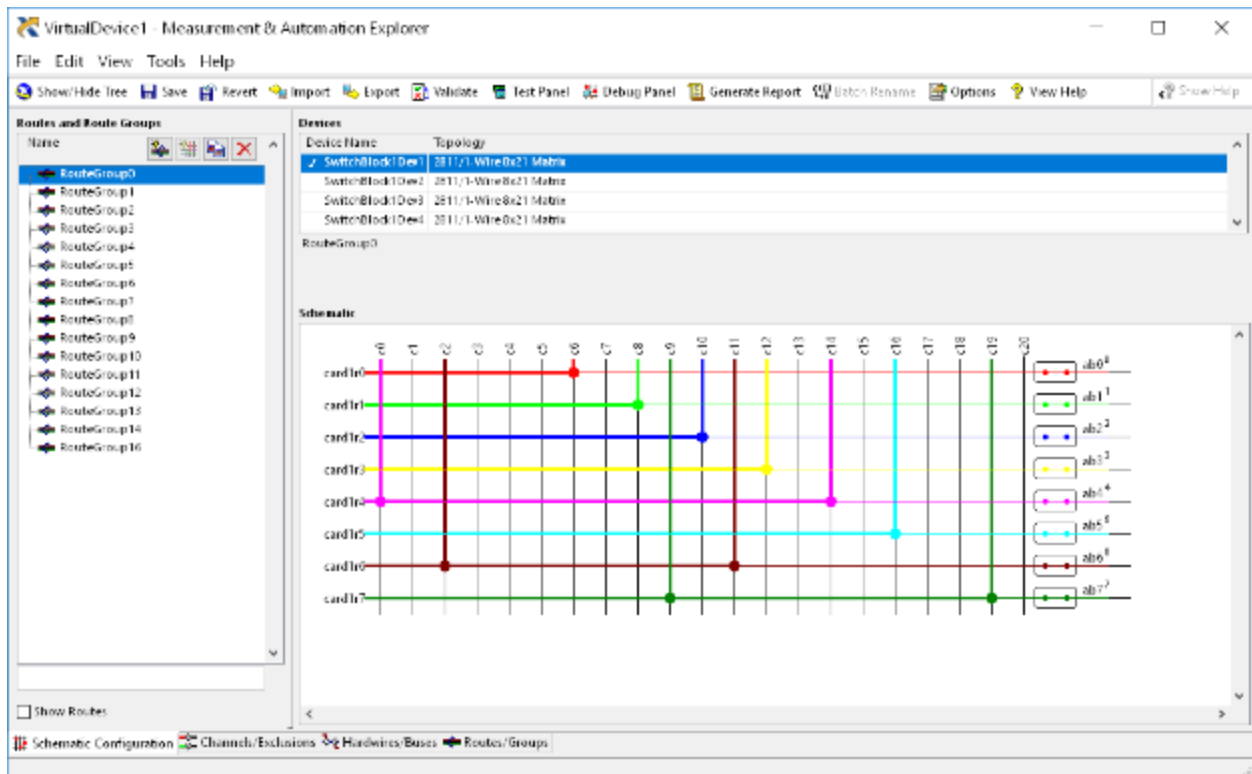 VirtualDevice1 - Measurement & Automation Explorer
File Edit View Tools Help
Show/Hide Tree Save Revert Import Export Validate Test Panel Debug Panel Generate Report Batch Rename Options View Help Show Help
Routes and Route Groups
Name
RouteGroup0
RouteGroup1
RouteGroup2
RouteGroup3
RouteGroup4
RouteGroup5
RouteGroup6
RouteGroup7
RouteGroup8
RouteGroup9
RouteGroup10
RouteGroup11
RouteGroup12
RouteGroup13
RouteGroup14
RouteGroup16
Show Routes
Devices
Device Name Topology
SwitchBlock1Dev1 2811/1-Wire 8x21 Matrix
SwitchBlock1Dev2 2811/1-Wire 8x21 Matrix
SwitchBlock1Dev3 2811/1-Wire 8x21 Matrix
SwitchBlock1Dev4 2811/1-Wire 8x21 Matrix
RouteGroup0
Schematic
c0 c1 c2 c3 c4 c5 c6 c7 c8 c9 c10 c11 c12 c13 c14 c15 c16 c17 c18 c19 c20
card1r0 ab0
card1r1 ab1
card1r2 ab2
card1r3 ab3
card1r4 ab4
card1r5 ab5
card1r6 ab6
card1r7 ab7
Schematic Configuration Channels/Exclusions Hardwires/Buses Routes/Groups